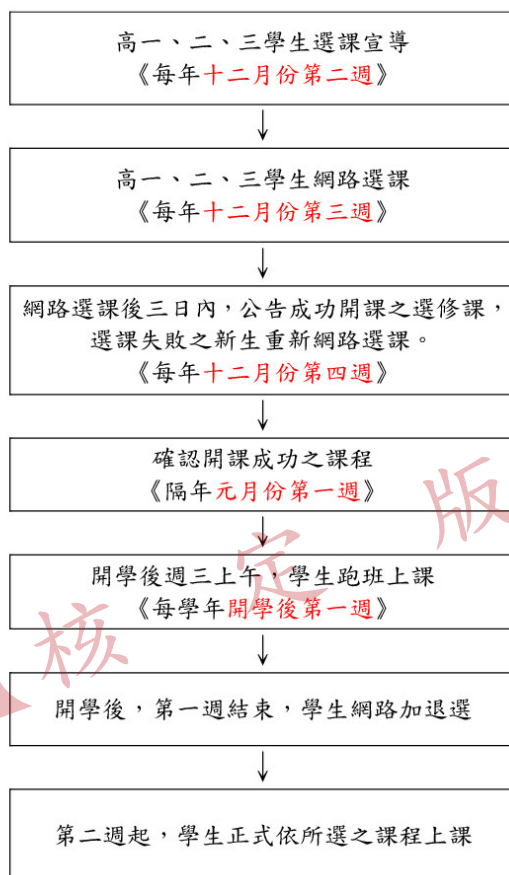 高一、二、三學生選課宣導
《每年十二月份第二週》
高一、二、三學生網路選課
《每年十二月份第三週》
網路選課後三日內，公告成功開課之選修課，
選課失敗之新生重新網路選課。
《每年十二月份第四週》
確認開課成功之課程
《隔年元月份第一週》
開學後週三上午，學生跑班上課
《每學年開學後第一週》
開學後，第一週結束，學生網路加退選
第二週起，學生正式依所選之課程上課
核定版